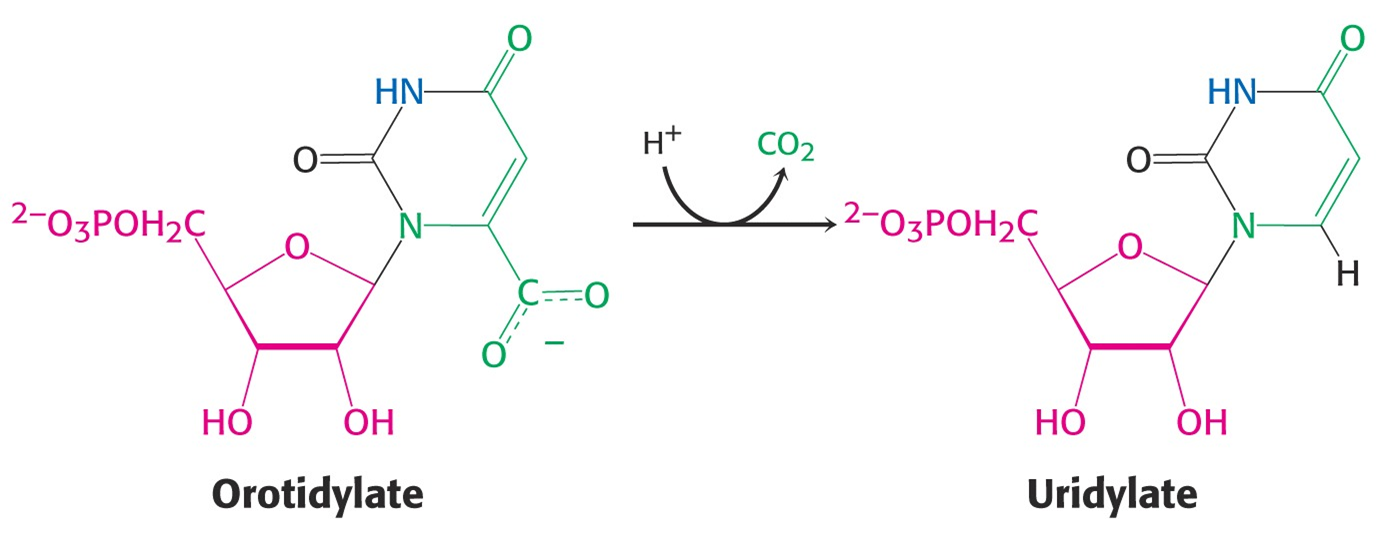 O
HN
O
H⁺
CO₂
²⁻O₃POH₂C
N
O
C
O
O
−
HO
OH
Orotidylate
O
HN
O
²⁻O₃POH₂C
N
O
H
HO
OH
Uridylate